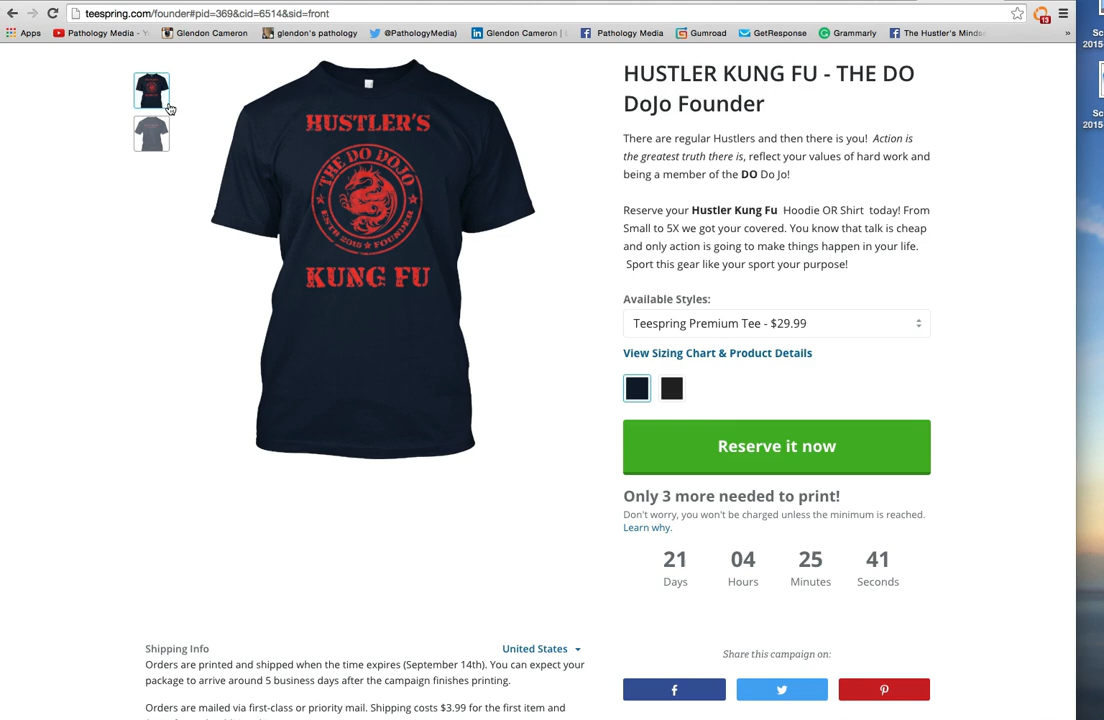 teespring.com/founder#pid=369&cid=6514&sid=front
Apps
Pathology Media - Y
Glendon Cameron
glendon's pathology
@PathologyMedia)
Glendon Cameron |
Pathology Media
Gumroad
GetResponse
Grammarly
The Hustler's Minds
»
13
Sc
2015
Sc
2015
HUSTLER'S
THE DO DOJO
ESTD 2015 ★ FOUNDER
KUNG FU
HUSTLER KUNG FU - THE DO
DoJo Founder
There are regular Hustlers and then there is you! Action is
the greatest truth there is, reflect your values of hard work and
being a member of the DO Do Jo!
Reserve your Hustler Kung Fu Hoodie OR Shirt today! From
Small to 5X we got your covered. You know that talk is cheap
and only action is going to make things happen in your life.
Sport this gear like your sport your purpose!
Available Styles:
Teespring Premium Tee - $29.99
View Sizing Chart & Product Details
Reserve it now
Only 3 more needed to print!
Don't worry, you won't be charged unless the minimum is reached.
Learn why.
21 04 25 41
Days Hours Minutes Seconds
Shipping Info
United States
Orders are printed and shipped when the time expires (September 14th). You can expect your
package to arrive around 5 business days after the campaign finishes printing.
Orders are mailed via first-class or priority mail. Shipping costs $3.99 for the first item and
Share this campaign on: